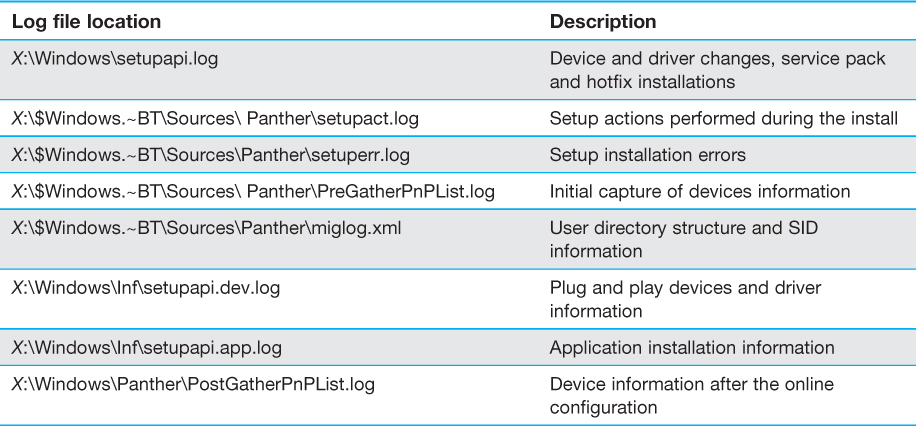 Log file location Description
X:\Windows\setupapi.log Device and driver changes, service pack
and hotfix installations
X:\$Windows.~BT\Sources\ Panther\setupact.log Setup actions performed during the install
X:\$Windows.~BT\Sources\Panther\setuperr.log Setup installation errors
X:\$Windows.~BT\Sources\ Panther\PreGatherPnPList.log Initial capture of devices information
X:\$Windows.~BT\Sources\Panther\miglog.xml User directory structure and SID
information
X:\Windows\Inf\setupapi.dev.log Plug and play devices and driver
information
X:\Windows\Inf\setupapi.app.log Application installation information
X:\Windows\Panther\PostGatherPnPList.log Device information after the online
configuration